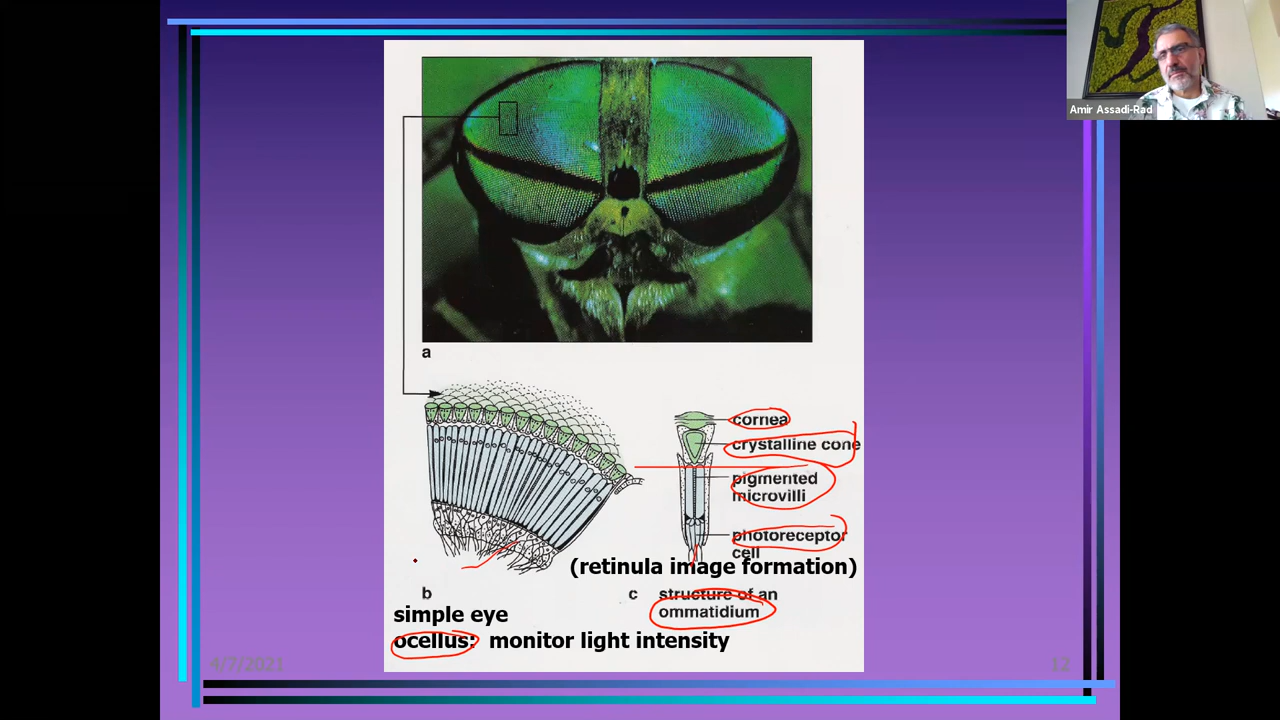 Amir Assadi-Rad
a
cornea
crystalline cone
pigmented
microvilli
photoreceptor
cell
(retinula image formation)
b
c structure of an
ommatidium
simple eye
ocellus: monitor light intensity
4/7/2021
12